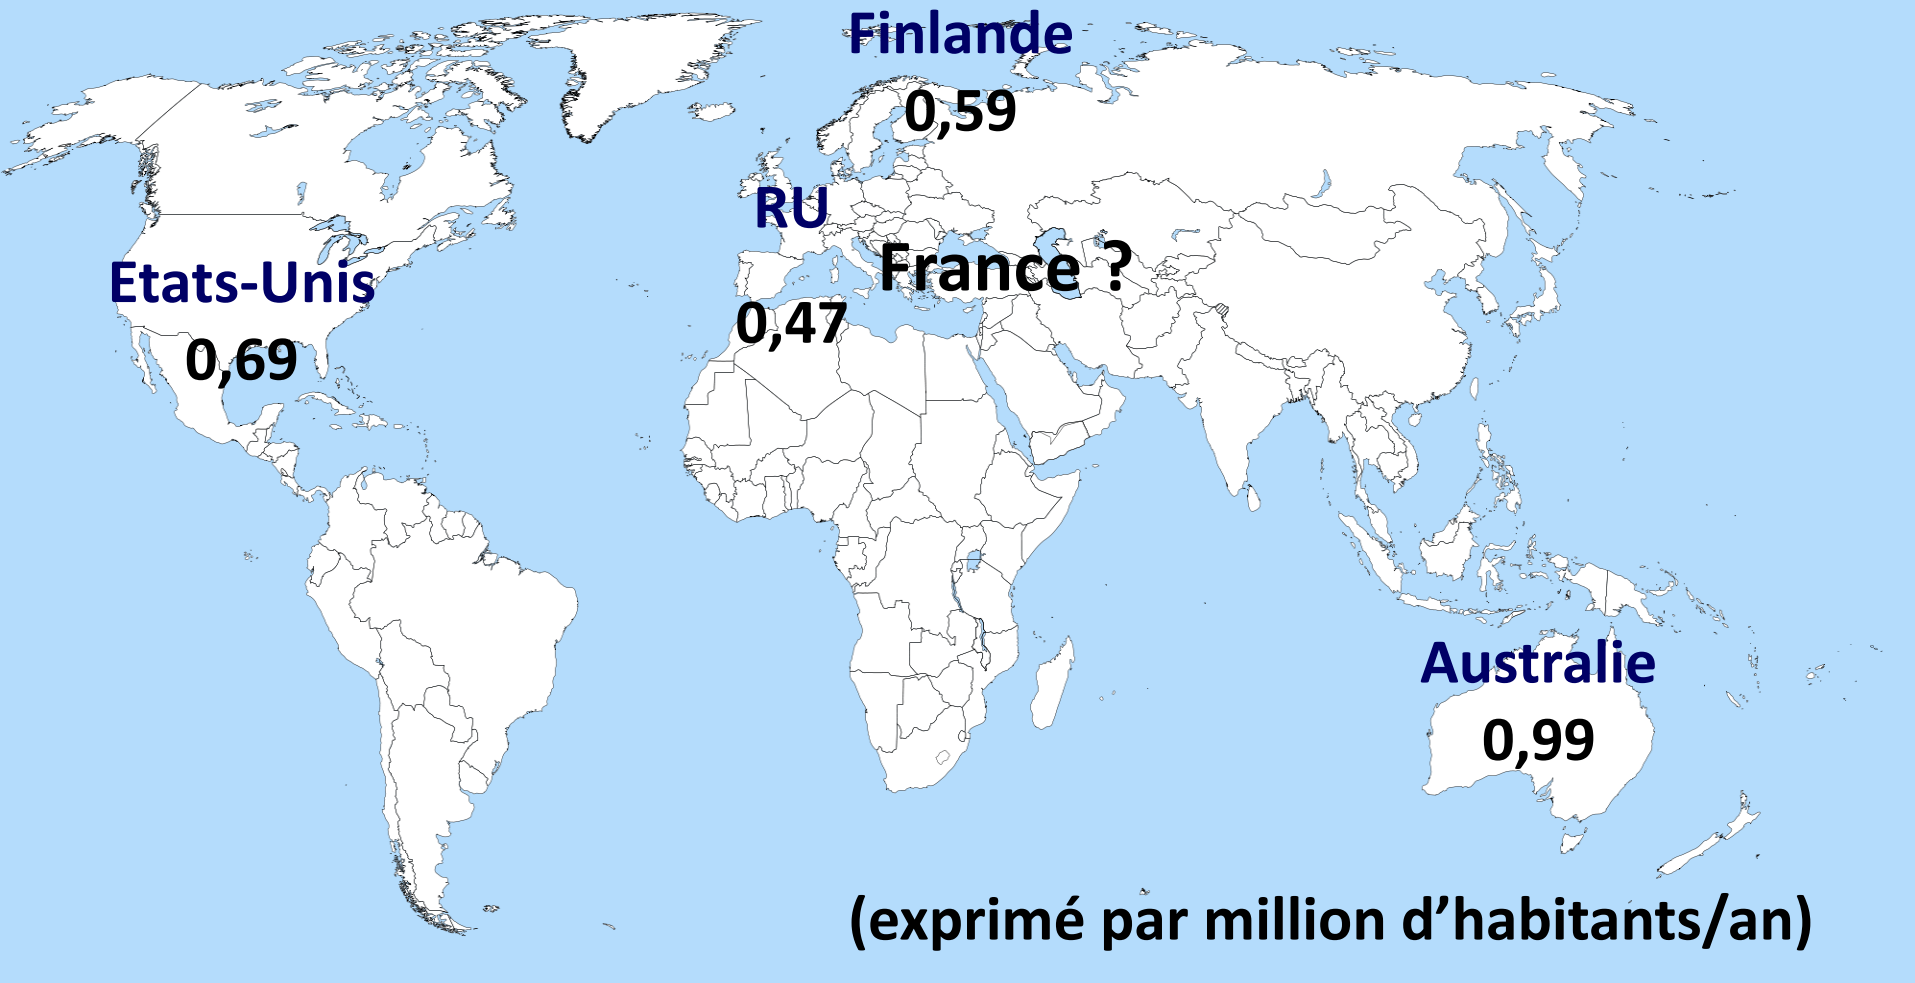 Finlande
0,59
RU
0,47
France ?
Etats-Unis
0,69
Australie
0,99
(exprimé par million d’habitants/an)